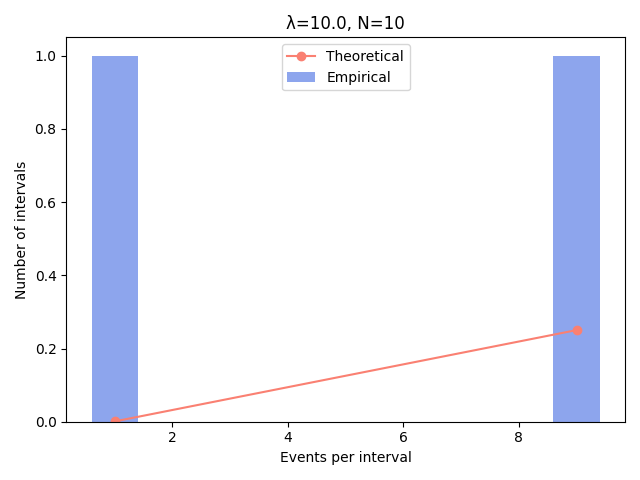 λ=10.0, N=10
Theoretical
Empirical
1.0
0.8
0.6
0.4
0.2
0.0
Number of intervals
2
4
6
8
Events per interval